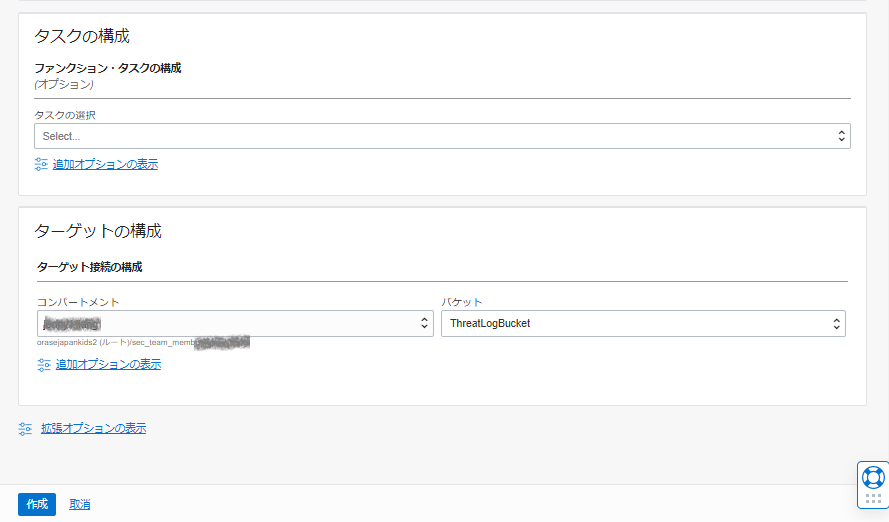 タスクの構成
ファンクション・タスクの構成
(オプション)
タスクの選択
Select...
追加オプションの表示
ターゲットの構成
ターゲット接続の構成
コンパートメント
バケット
ThreatLogBucket
orasejapankids2 (ルート)/sec_team_memb
追加オプションの表示
拡張オプションの表示
作成
取消